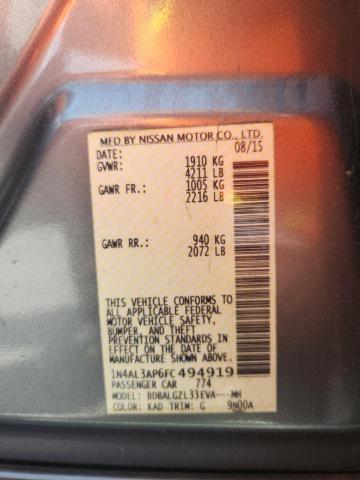 MFD BY NISSAN MOTOR CO., LTD.
DATE: 08/15
GVWR: 1910 KG
4211 LB
GAWR FR.: 1005 KG
2216 LB
GAWR RR.: 940 KG
2072 LB
THIS VEHICLE CONFORMS TO
ALL APPLICABLE FEDERAL
MOTOR VEHICLE SAFETY,
BUMPER, AND THEFT
PREVENTION STANDARDS
IN EFFECT ON THE DATE OF
MANUFACTURE SHOWN ABOVE.
1N4AL3AP6FC494919
PASSENGER CAR 774
MODEL: BDBALGZL33EVA---MH
COLOR: KAD TRIM: G 9N00A